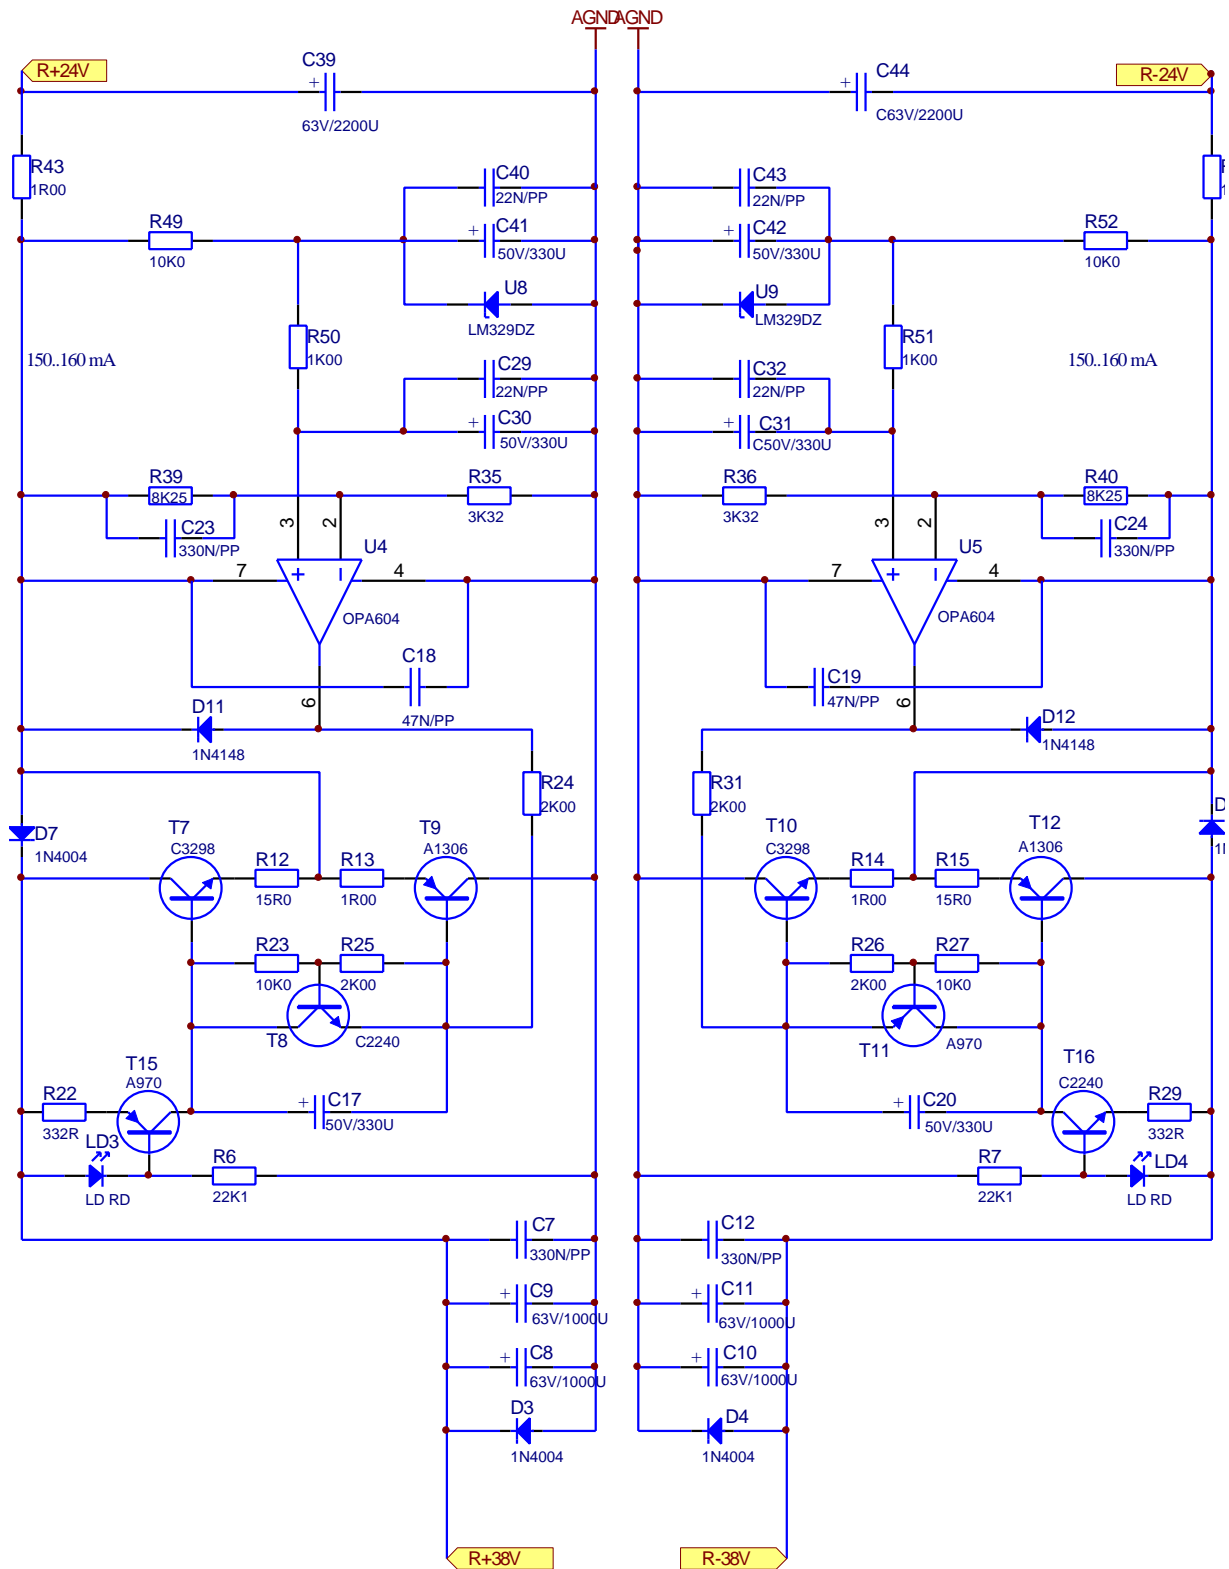 AGND AGND
R+24V
C39
+
63V/2200U
C44
+
C63V/2200U
R-24V
R43
1R00
C40
22N/PP
C43
22N/PP
R49
10K0
C41
+
50V/330U
C42
+
50V/330U
R52
10K0
U8
LM329DZ
U9
LM329DZ
R50
1K00
R51
1K00
150..160 mA
150..160 mA
C29
22N/PP
C32
22N/PP
C30
+
50V/330U
C31
+
C50V/330U
R39
8K25
R35
3K32
R36
3K32
R40
8K25
C23
330N/PP
3
2
3
2
C24
330N/PP
U4
U5
7
+
4
7
+
4
OPA604
OPA604
C18
47N/PP
C19
47N/PP
6
6
D11
1N4148
D12
1N4148
R24
2K00
R31
2K00
D7
1N4004
T7
C3298
T9
A1306
T10
C3298
T12
A1306
R12
15R0
R13
1R00
R14
1R00
R15
15R0
R23
10K0
R25
2K00
R26
2K00
R27
10K0
T8
C2240
T11
A970
T15
A970
T16
C2240
R22
332R
C17
+
50V/330U
C20
+
50V/330U
R29
332R
LD3
LD RD
R6
22K1
R7
22K1
LD4
LD RD
C7
330N/PP
C12
330N/PP
C9
+
63V/1000U
C11
+
63V/1000U
C8
+
63V/1000U
C10
+
63V/1000U
D3
1N4004
D4
1N4004
R+38V
R-38V